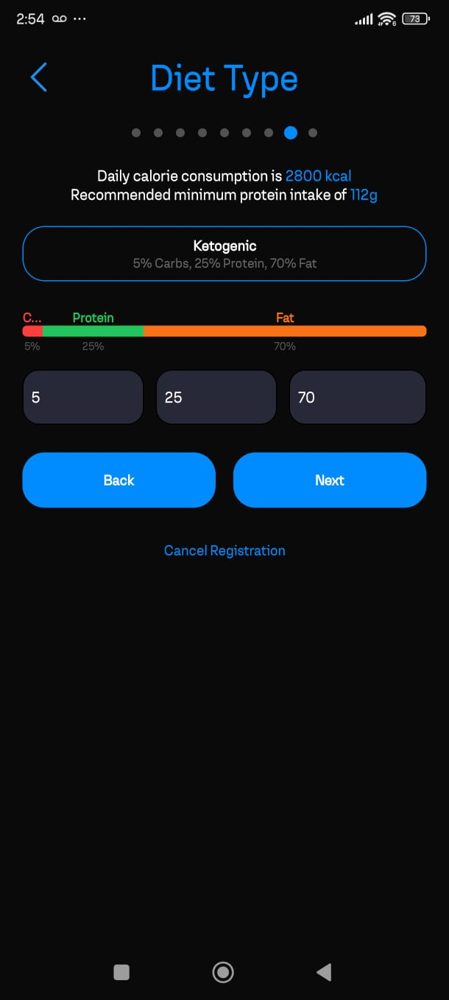 2:54
73
6
Diet Type
Daily calorie consumption is 2800 kcal
Recommended minimum protein intake of 112g
Ketogenic
5% Carbs, 25% Protein, 70% Fat
C... Protein Fat
5% 25% 70%
5 25 70
Back Next
Cancel Registration